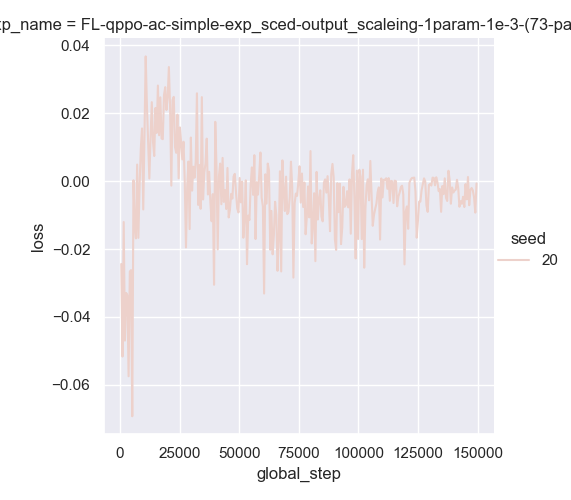 xp_name = FL-qppo-ac-simple-exp_sced-output_scaleing-1param-1e-3-(73-pa
0.04
0.02
0.00
−0.02
−0.04
−0.06
loss
seed
20
0 25000 50000 75000 100000 125000 150000
global_step